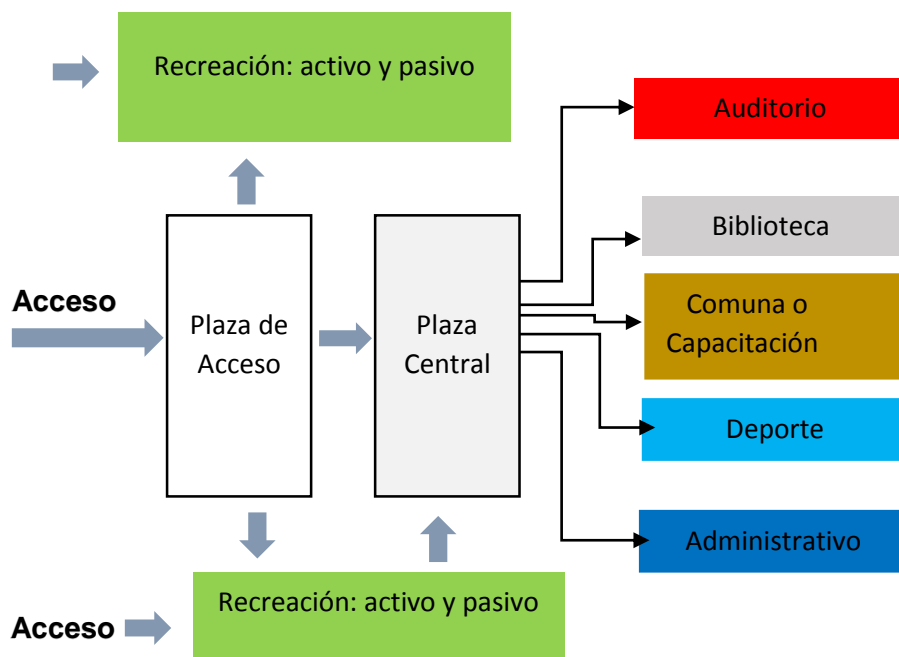 Recreación: activo y pasivo
Auditorio
Biblioteca
Acceso
Plaza de
Acceso
Plaza
Central
Comuna o
Capacitación
Deporte
Administrativo
Recreación: activo y pasivo
Acceso